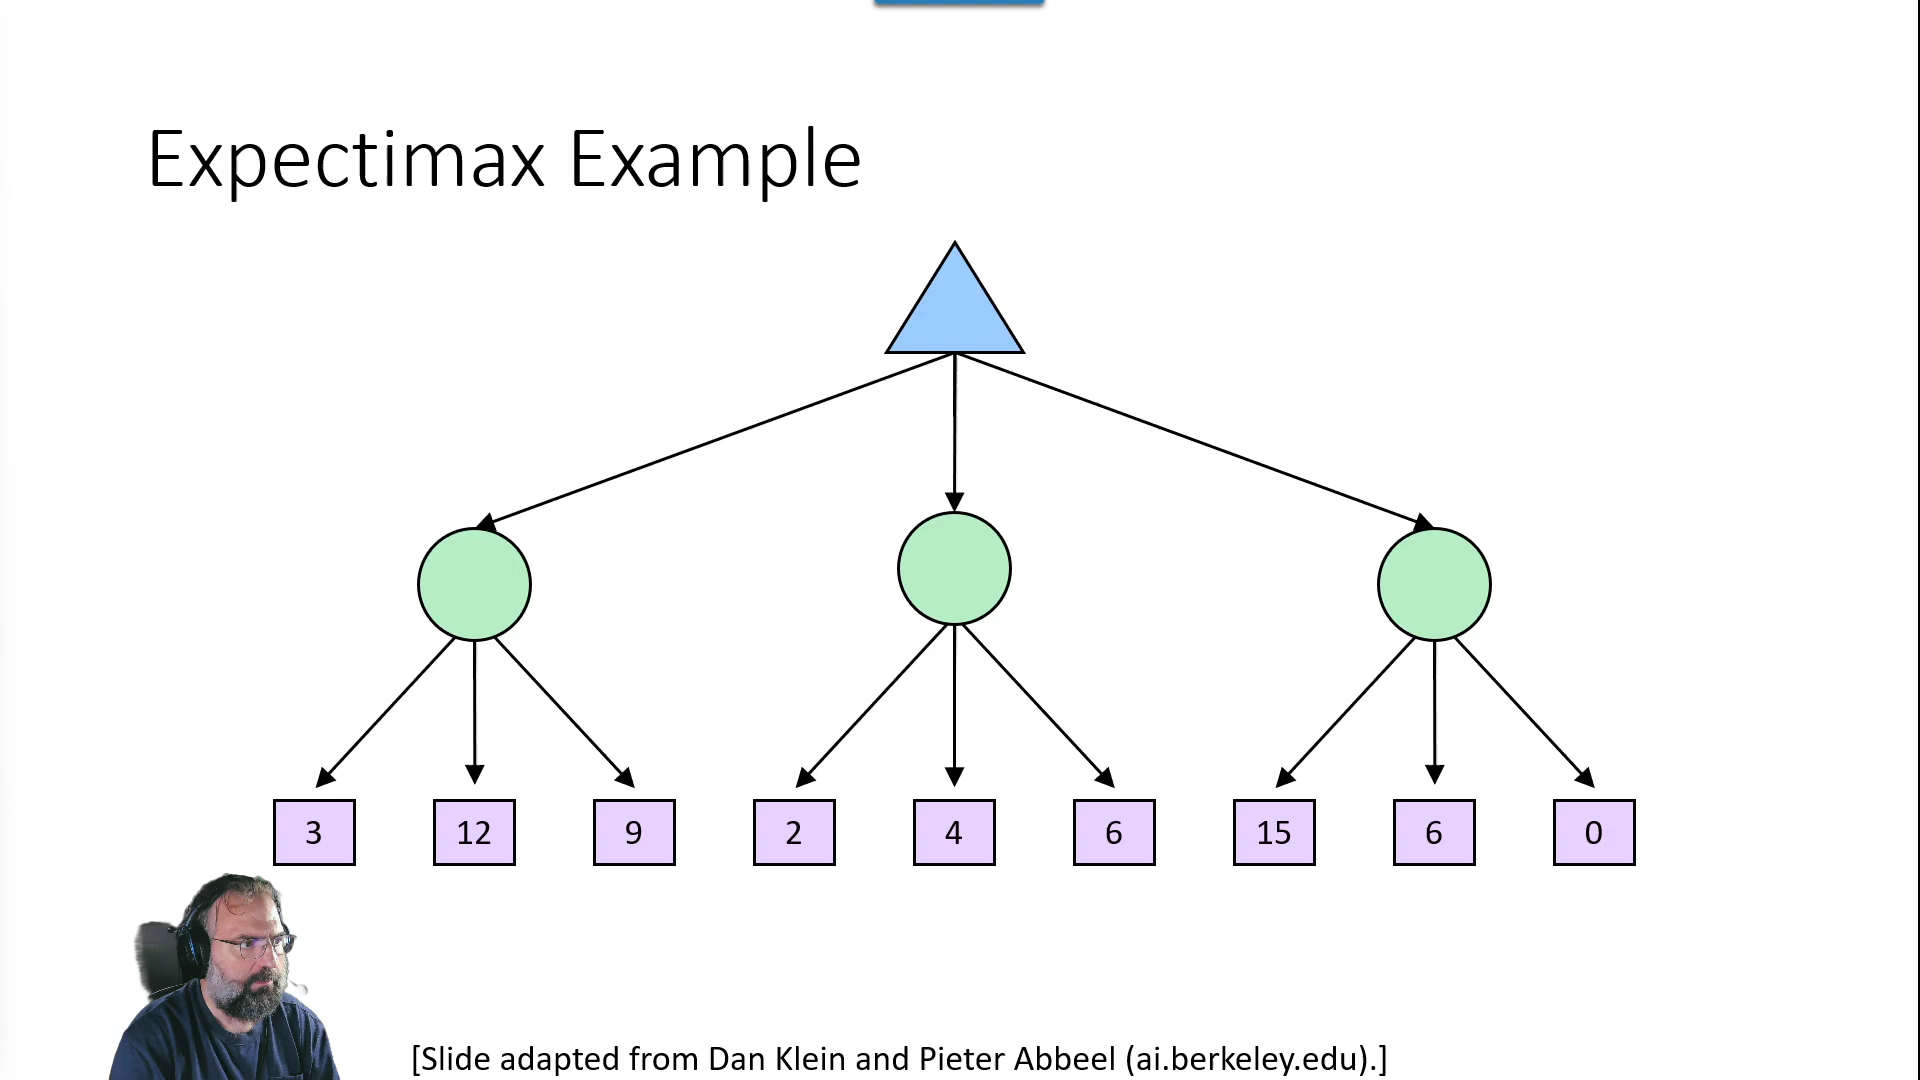 Expectimax Example
3 12 9 2 4 6 15 6 0
[Slide adapted from Dan Klein and Pieter Abbeel (ai.berkeley.edu).]